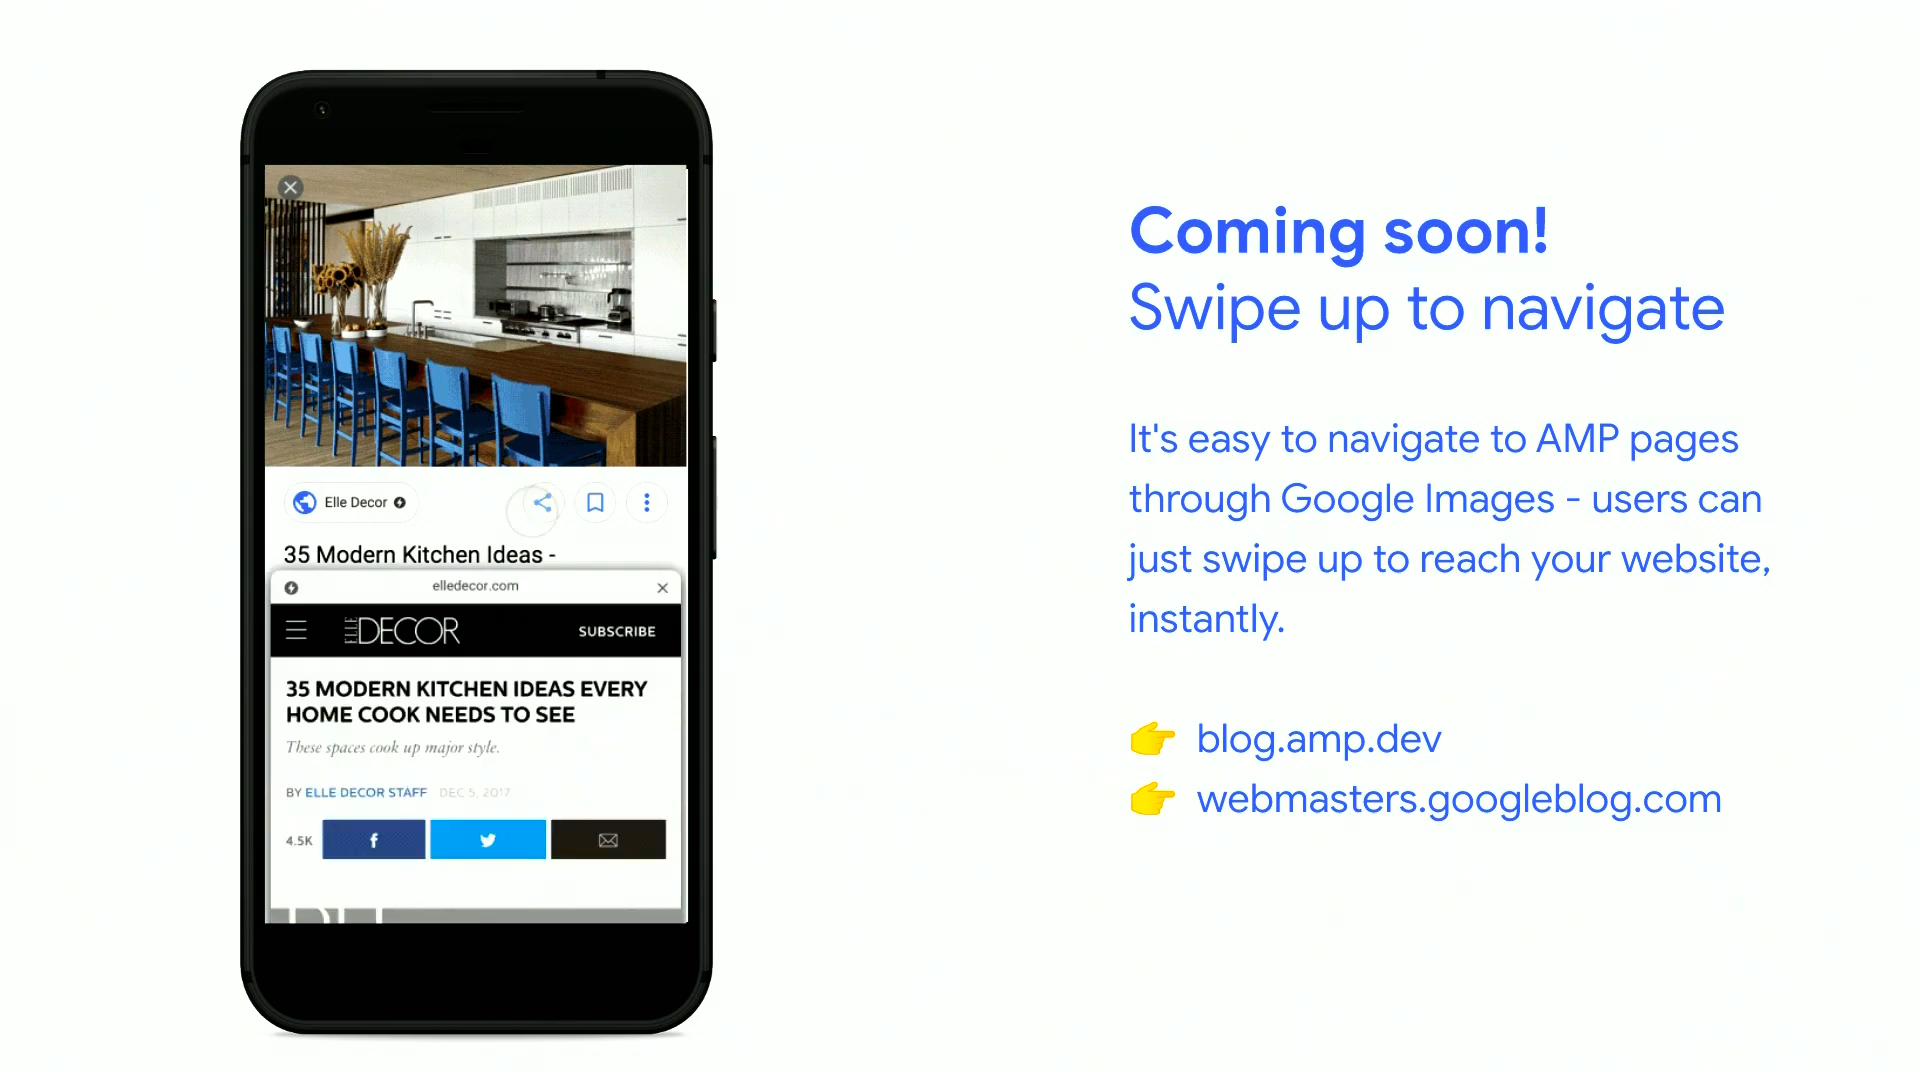 Elle Decor
35 Modern Kitchen Ideas -
elledecor.com
ELLE DECOR
SUBSCRIBE
35 MODERN KITCHEN IDEAS EVERY
HOME COOK NEEDS TO SEE
These spaces cook up major style.
BY ELLE DECOR STAFF DEC 5, 2017
4.5K
Coming soon!
Swipe up to navigate
It's easy to navigate to AMP pages
through Google Images - users can
just swipe up to reach your website,
instantly.
👉 blog.amp.dev
👉 webmasters.googleblog.com